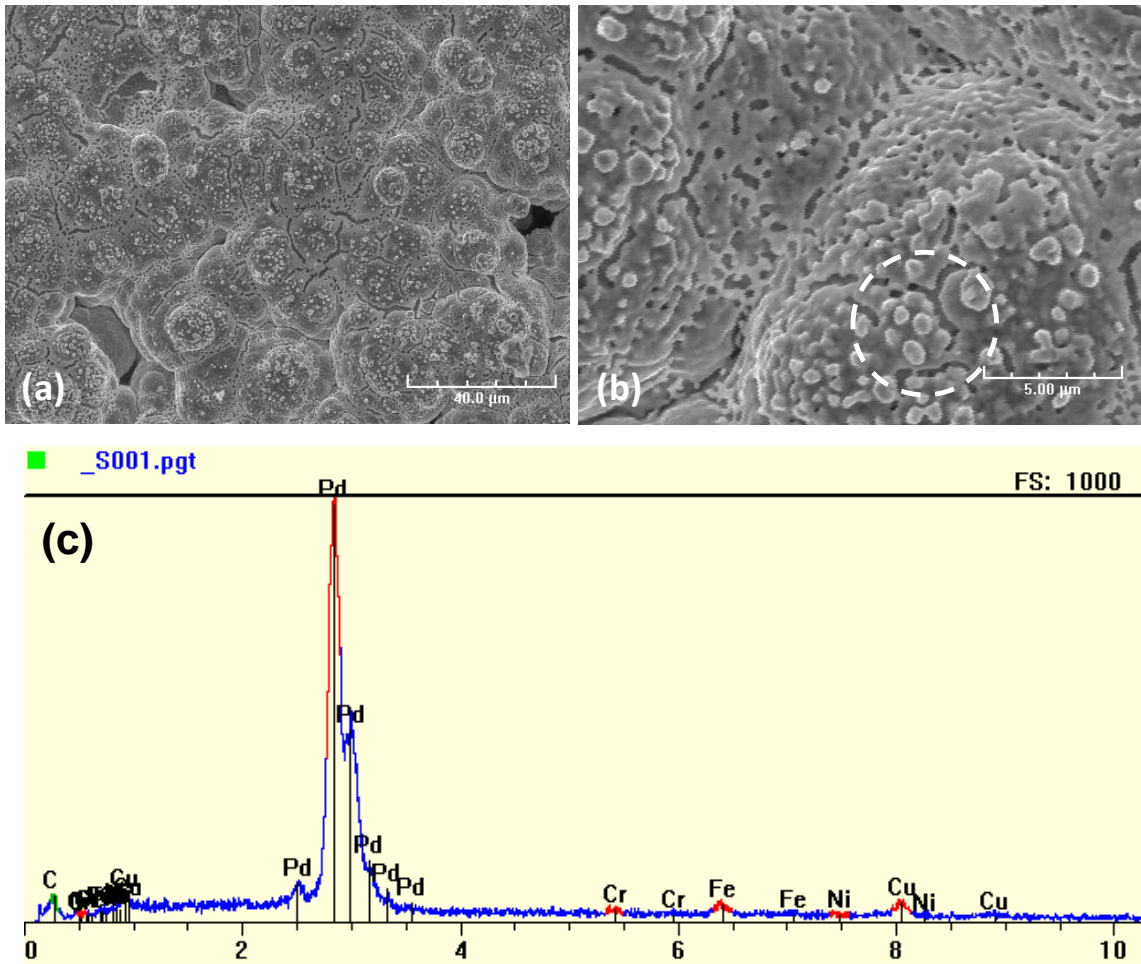 (a)
40.0 µm
(b)
5.00 µm
_S001.pgt
FS: 1000
(c)
Pd
Pd
Pd
Pd
Pd
Pd
C
Cu
Cr
Cr
Fe
Fe
Ni
Cu
Ni
Cu
0 2 4 6 8 10